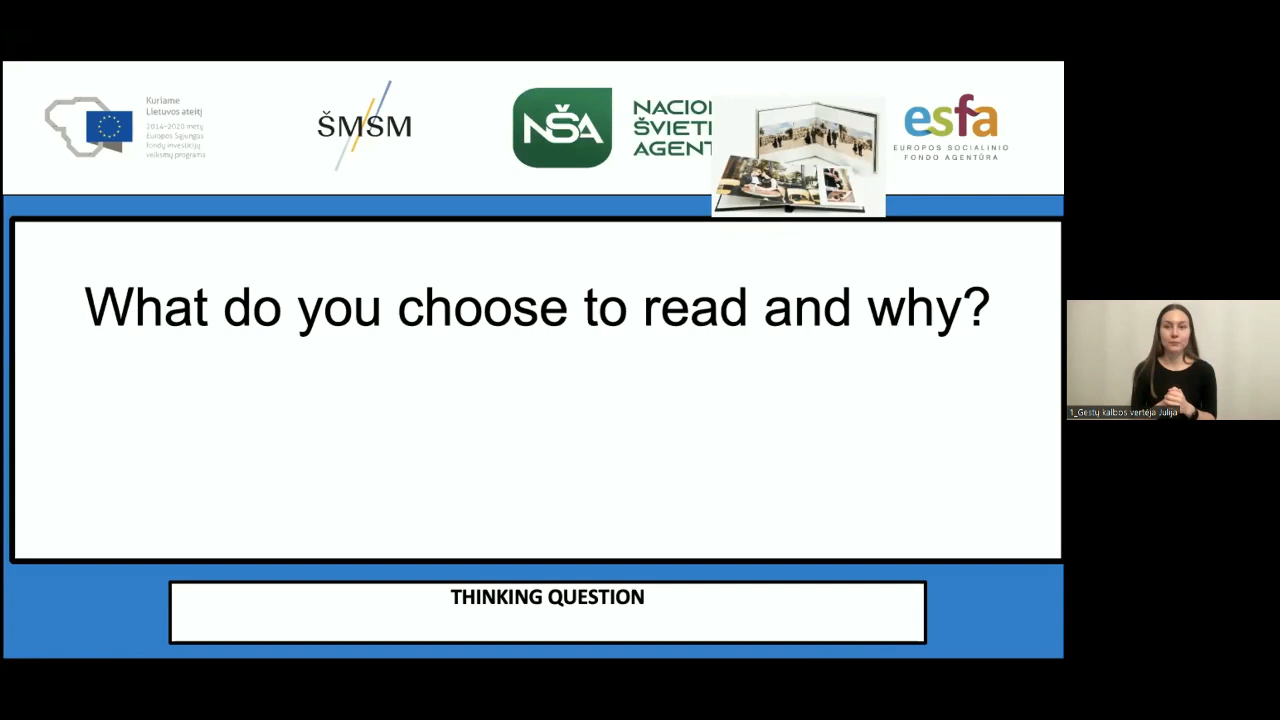 Kuriame
Lietuvos ateitį
2014–2020 metų
Europos Sąjungos
fondų investicijų
veiksmų programa
ŠMSM
NŠA
NACIO
ŠVIETI
AGENT
esfa
EUROPOS SOCIALINIO
FONDO AGENTŪRA
What do you choose to read and why?
1_Gestų kalbos vertėja Julija
THINKING QUESTION